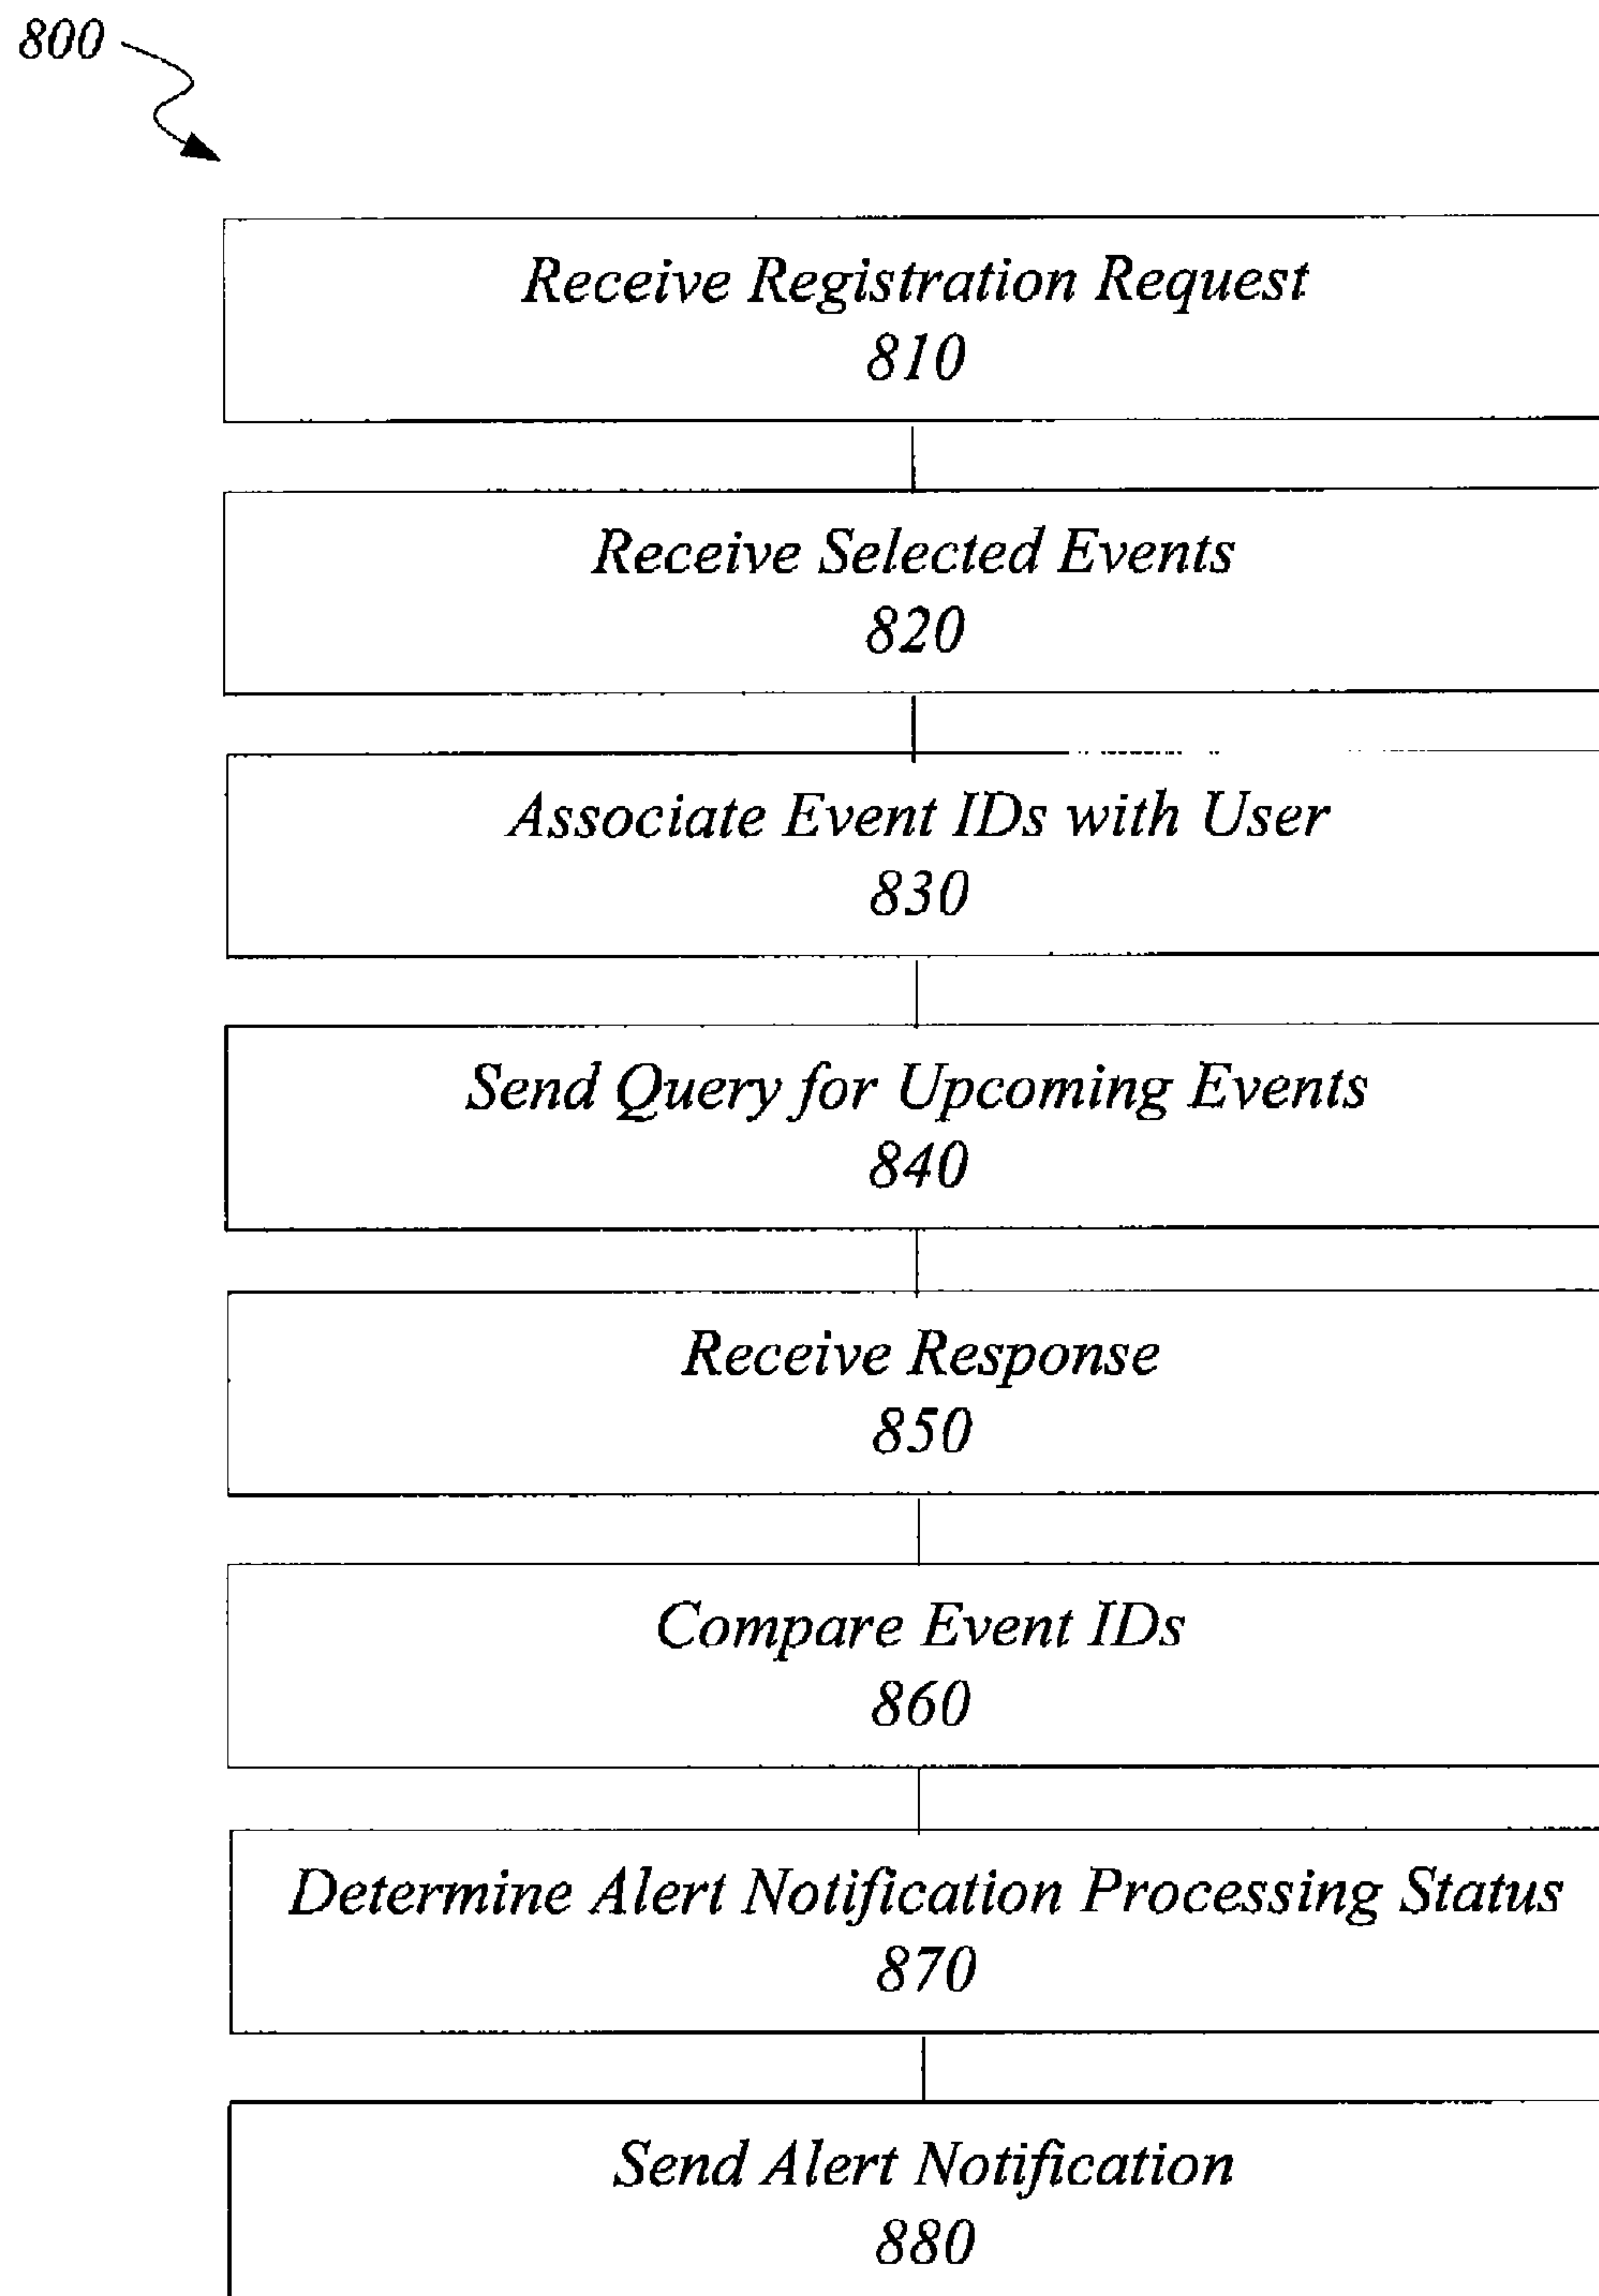 800
Receive Registration Request
810
Receive Selected Events
820
Associate Event IDs with User
830
Send Query for Upcoming Events
840
Receive Response
850
Compare Event IDs
860
Determine Alert Notification Processing Status
870
Send Alert Notification
880